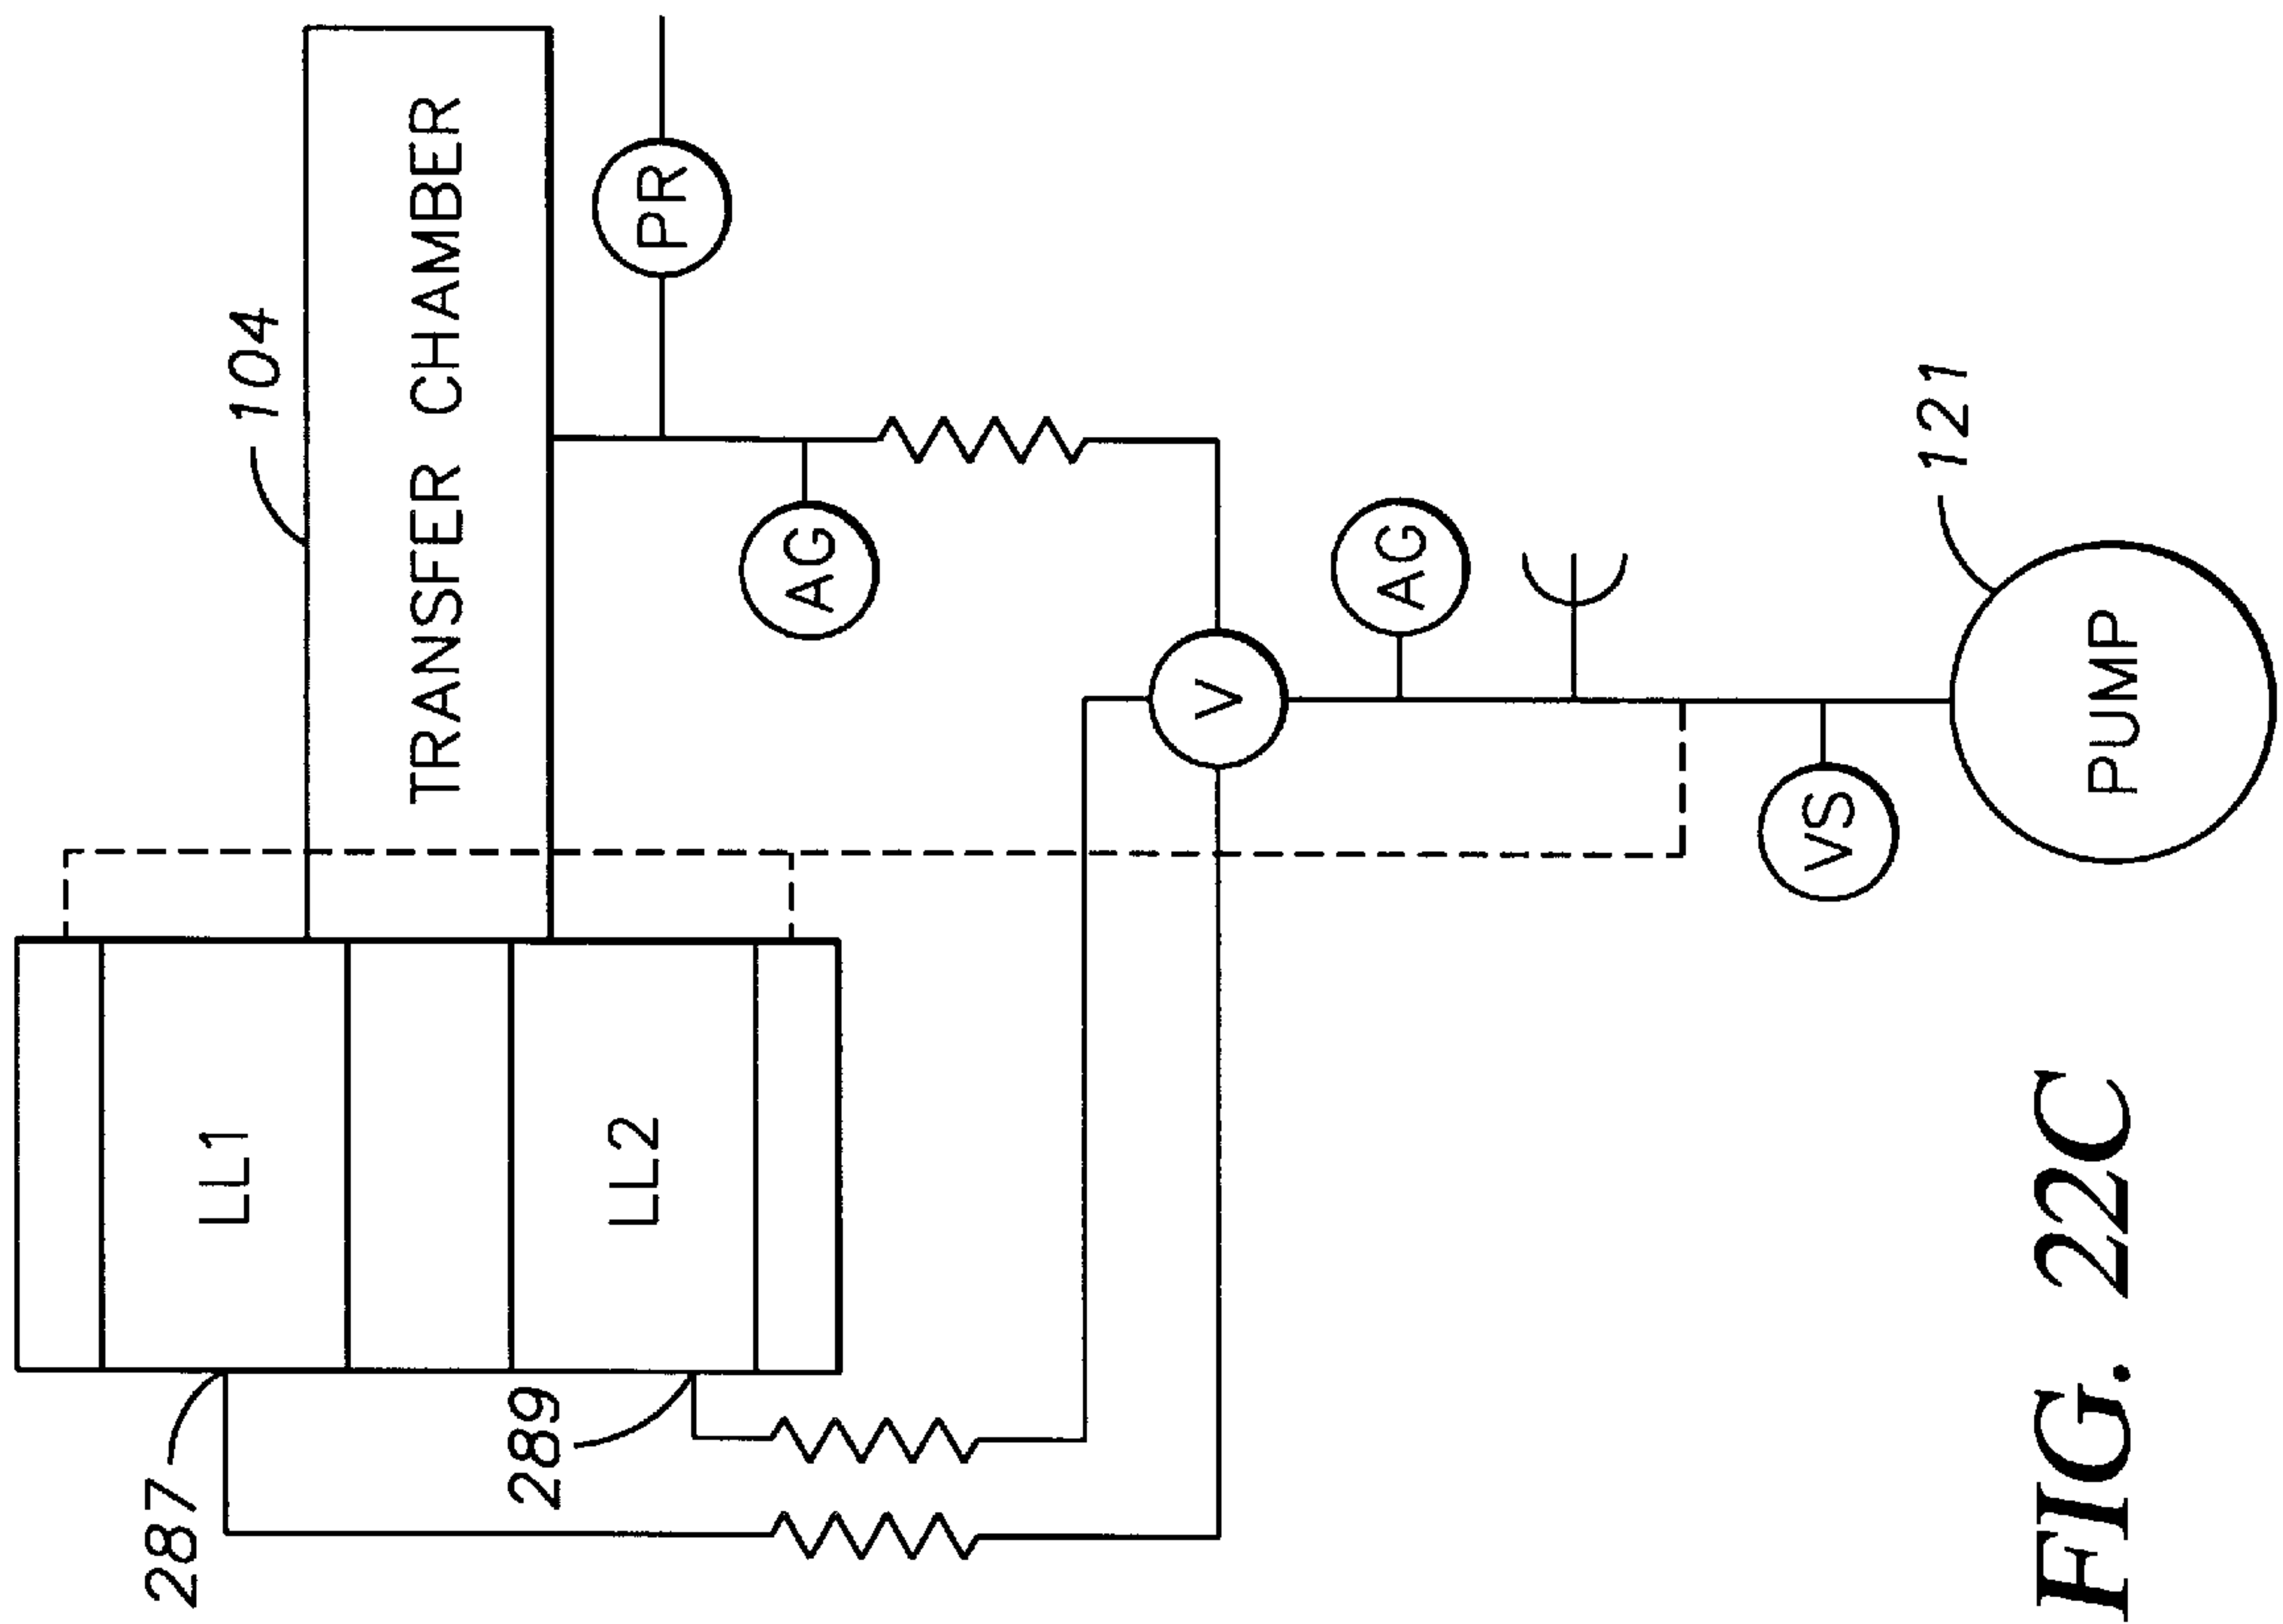 287
LL1
104
289
LL2
TRANSFER CHAMBER
PR
AG
V
AG
VS
PUMP
121
FIG. 22C